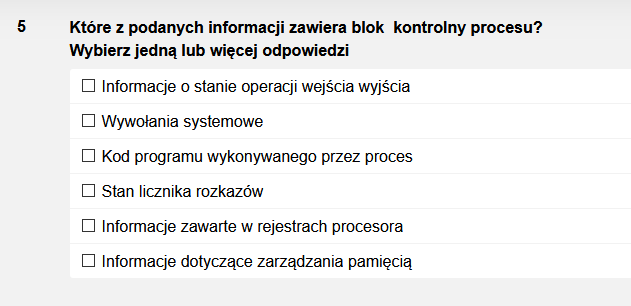 5 Które z podanych informacji zawiera blok kontrolny procesu?
Wybierz jedną lub więcej odpowiedzi
Informacje o stanie operacji wejścia wyjścia
Wywołania systemowe
Kod programu wykonywanego przez proces
Stan licznika rozkazów
Informacje zawarte w rejestrach procesora
Informacje dotyczące zarządzania pamięcią